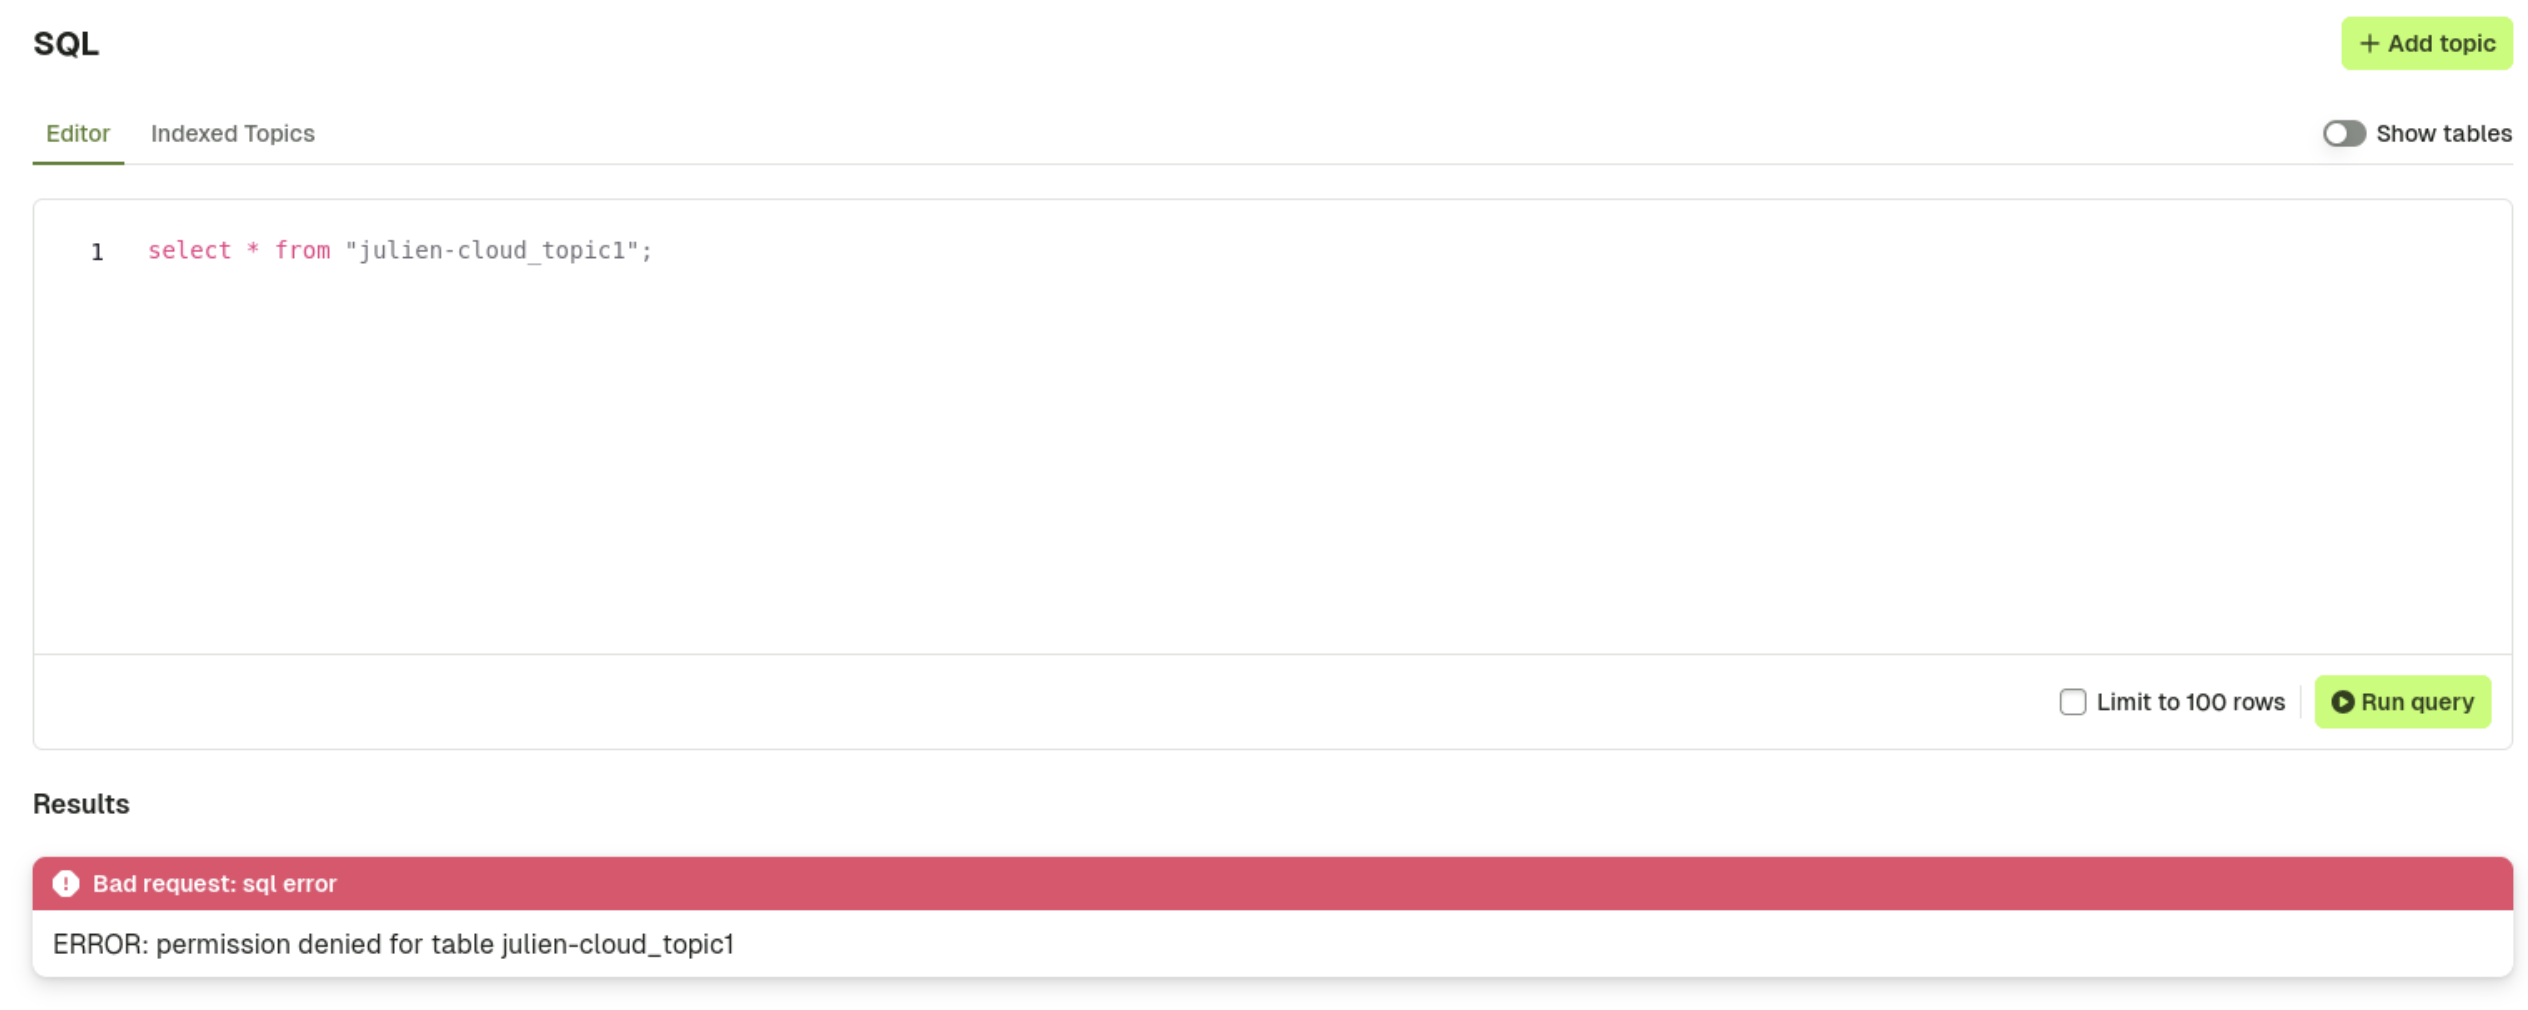 SQL
+ Add topic
Editor
Indexed Topics
Show tables
1
select * from "julien-cloud_topic1";
Limit to 100 rows
Run query
Results
Bad request: sql error
ERROR: permission denied for table julien-cloud_topic1